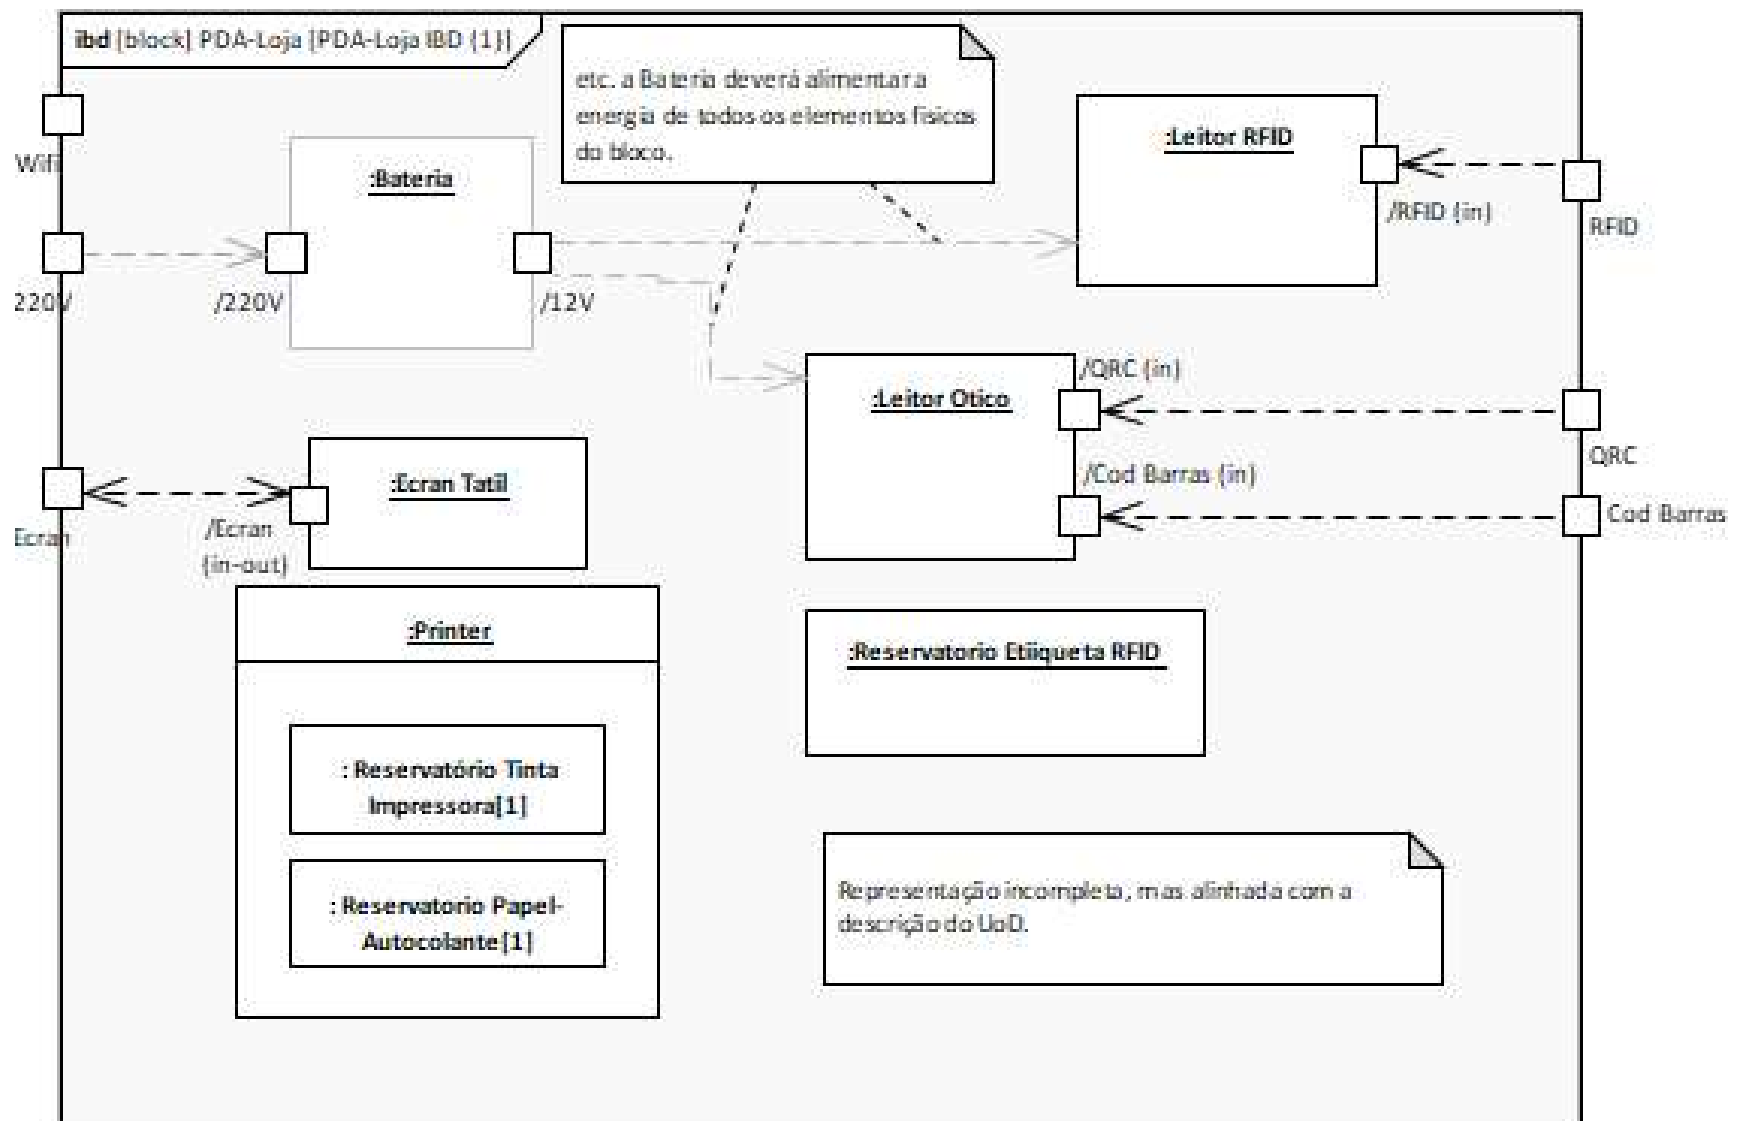 ibd [block] PDA-Loja [PDA-Loja IBD (1)]
etc. a Bateria deverá alimentar a
energia de todos os elementos físicos
do bloco.
:Leitor RFID
Wifi
:Bateria
/RFID (in)
RFID
220V
/220V
/12V
/QRC (in)
:Leitor Otico
QRC
:Ecran Tatil
/Cod Barras (in)
Cod Barras
Ecran
/Ecran
(in-out)
:Printer
:Reservatorio Etiiqueta RFID
: Reservatório Tinta
Impressora[1]
: Reservatorio Papel-
Autocolante[1]
Representação incompleta, mas alinhada com a
descrição do UoD.